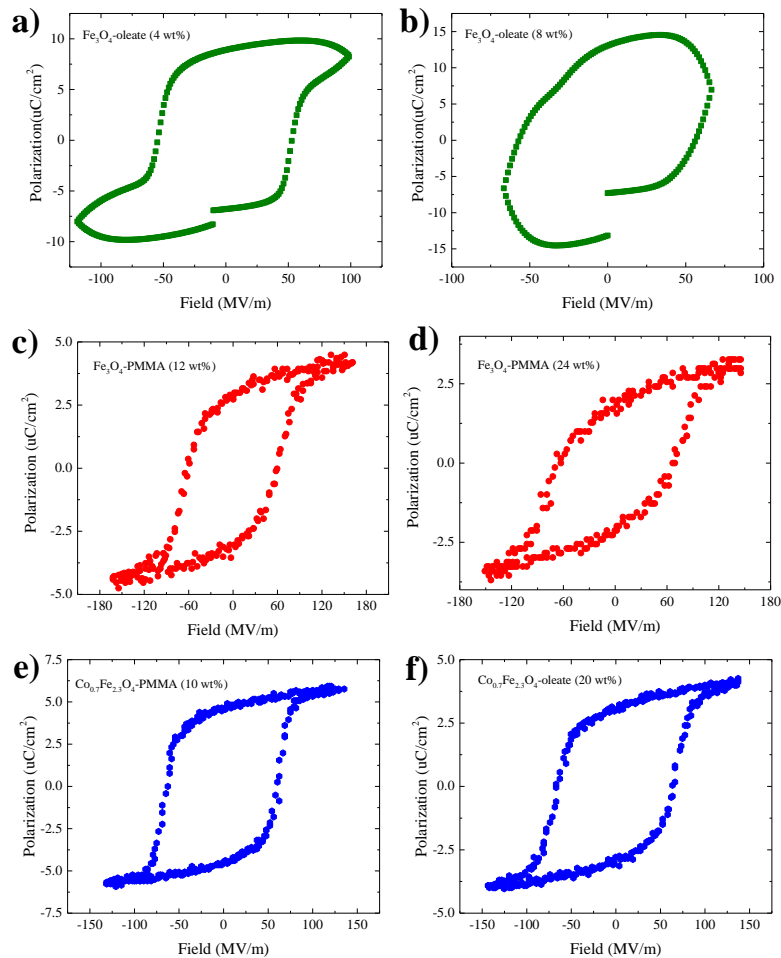 a)
Fe3O4-oleate (4 wt%)
Polarization(uC/cm2)
10
5
0
-5
-10
-100
-50
0
50
100
Field (MV/m)
b)
Fe3O4-oleate (8 wt%)
Polarization(uC/cm2)
15
10
5
0
-5
-10
-15
-100
-50
0
50
100
Field (MV/m)
c)
Fe3O4-PMMA (12 wt%)
Polarization (uC/cm2)
5.0
2.5
0.0
-2.5
-5.0
-180
-120
-60
0
60
120
180
Field (MV/m)
d)
Fe3O4-PMMA (24 wt%)
Polarization (uC/cm2)
2.5
0.0
-2.5
-180
-120
-60
0
60
120
180
Field (MV/m)
e)
Co0.7Fe2.3O4-PMMA (10 wt%)
Polarization (uC/cm2)
7.5
5.0
2.5
0.0
-2.5
-5.0
-7.5
-150
-100
-50
0
50
100
150
Field (MV/m)
f)
Co0.7Fe2.3O4-oleate (20 wt%)
Polarization (uC/cm2)
5.0
2.5
0.0
-2.5
-5.0
-150
-100
-50
0
50
100
150
Field (MV/m)